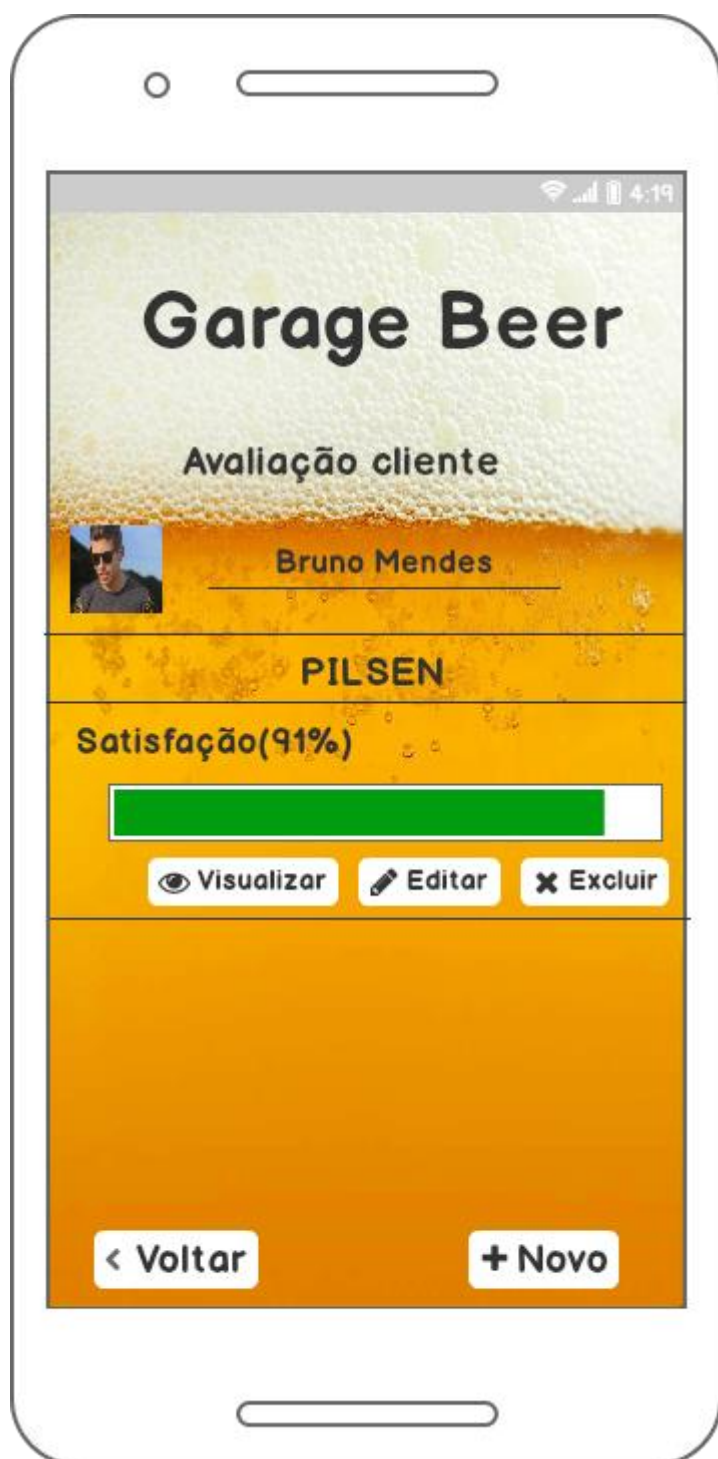 4:19
Garage Beer
Avaliação cliente
Bruno Mendes
PILSEN
Satisfação(91%)
Visualizar Editar Excluir
Voltar Novo